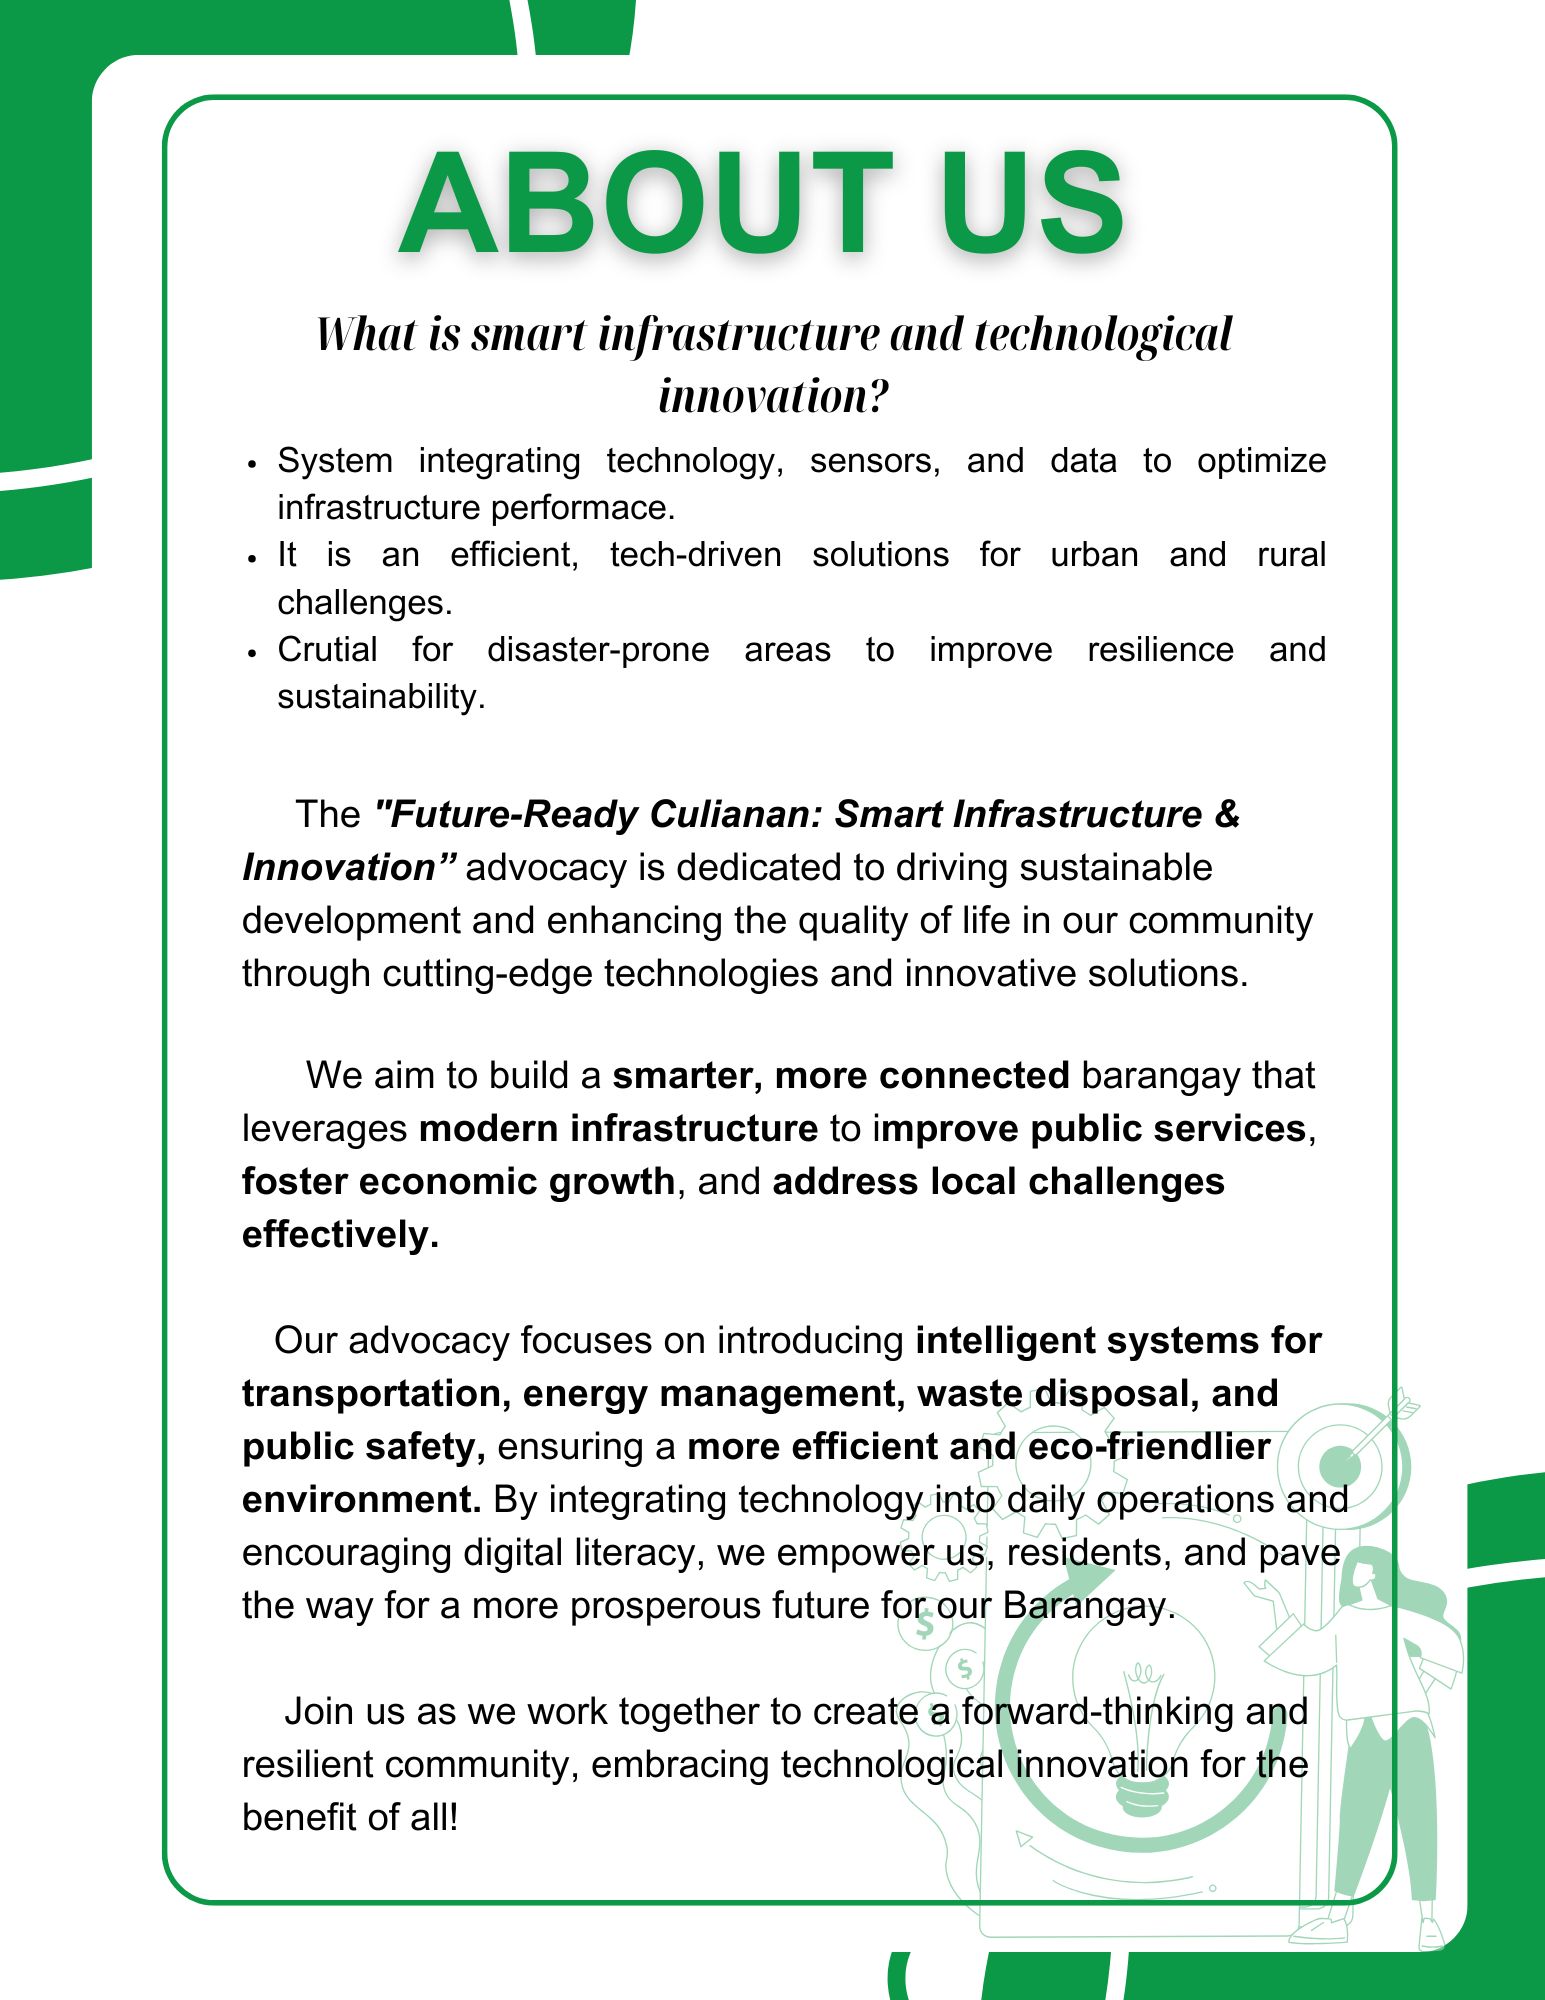 ABOUT US
What is smart infrastructure and technological
innovation?
• System integrating technology, sensors, and data to optimize
infrastructure performace.
• It is an efficient, tech-driven solutions for urban and rural
challenges.
• Crutial for disaster-prone areas to improve resilience and
sustainability.
The "Future-Ready Culianan: Smart Infrastructure &
Innovation” advocacy is dedicated to driving sustainable
development and enhancing the quality of life in our community
through cutting-edge technologies and innovative solutions.
We aim to build a smarter, more connected barangay that
leverages modern infrastructure to improve public services,
foster economic growth, and address local challenges
effectively.
Our advocacy focuses on introducing intelligent systems for
transportation, energy management, waste disposal, and
public safety, ensuring a more efficient and eco-friendlier
environment. By integrating technology into daily operations and
encouraging digital literacy, we empower us, residents, and pave
the way for a more prosperous future for our Barangay.
$
$
$
Join us as we work together to create a forward-thinking and
resilient community, embracing technological innovation for the
benefit of all!